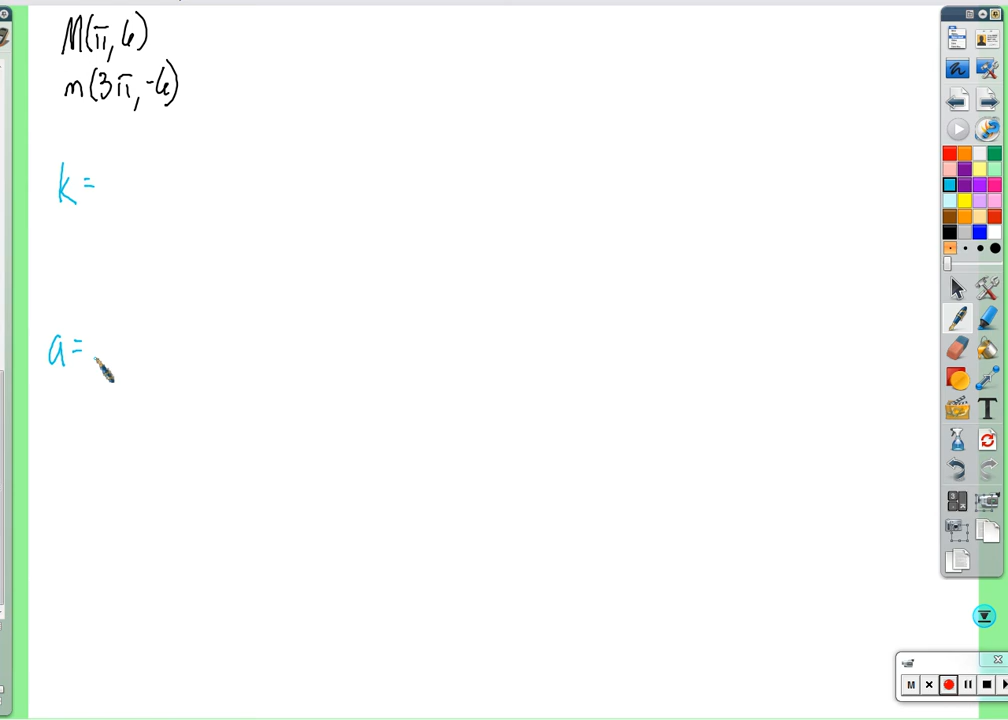 M(π, 6)
m(3π, -6)
k =
a =
T
M